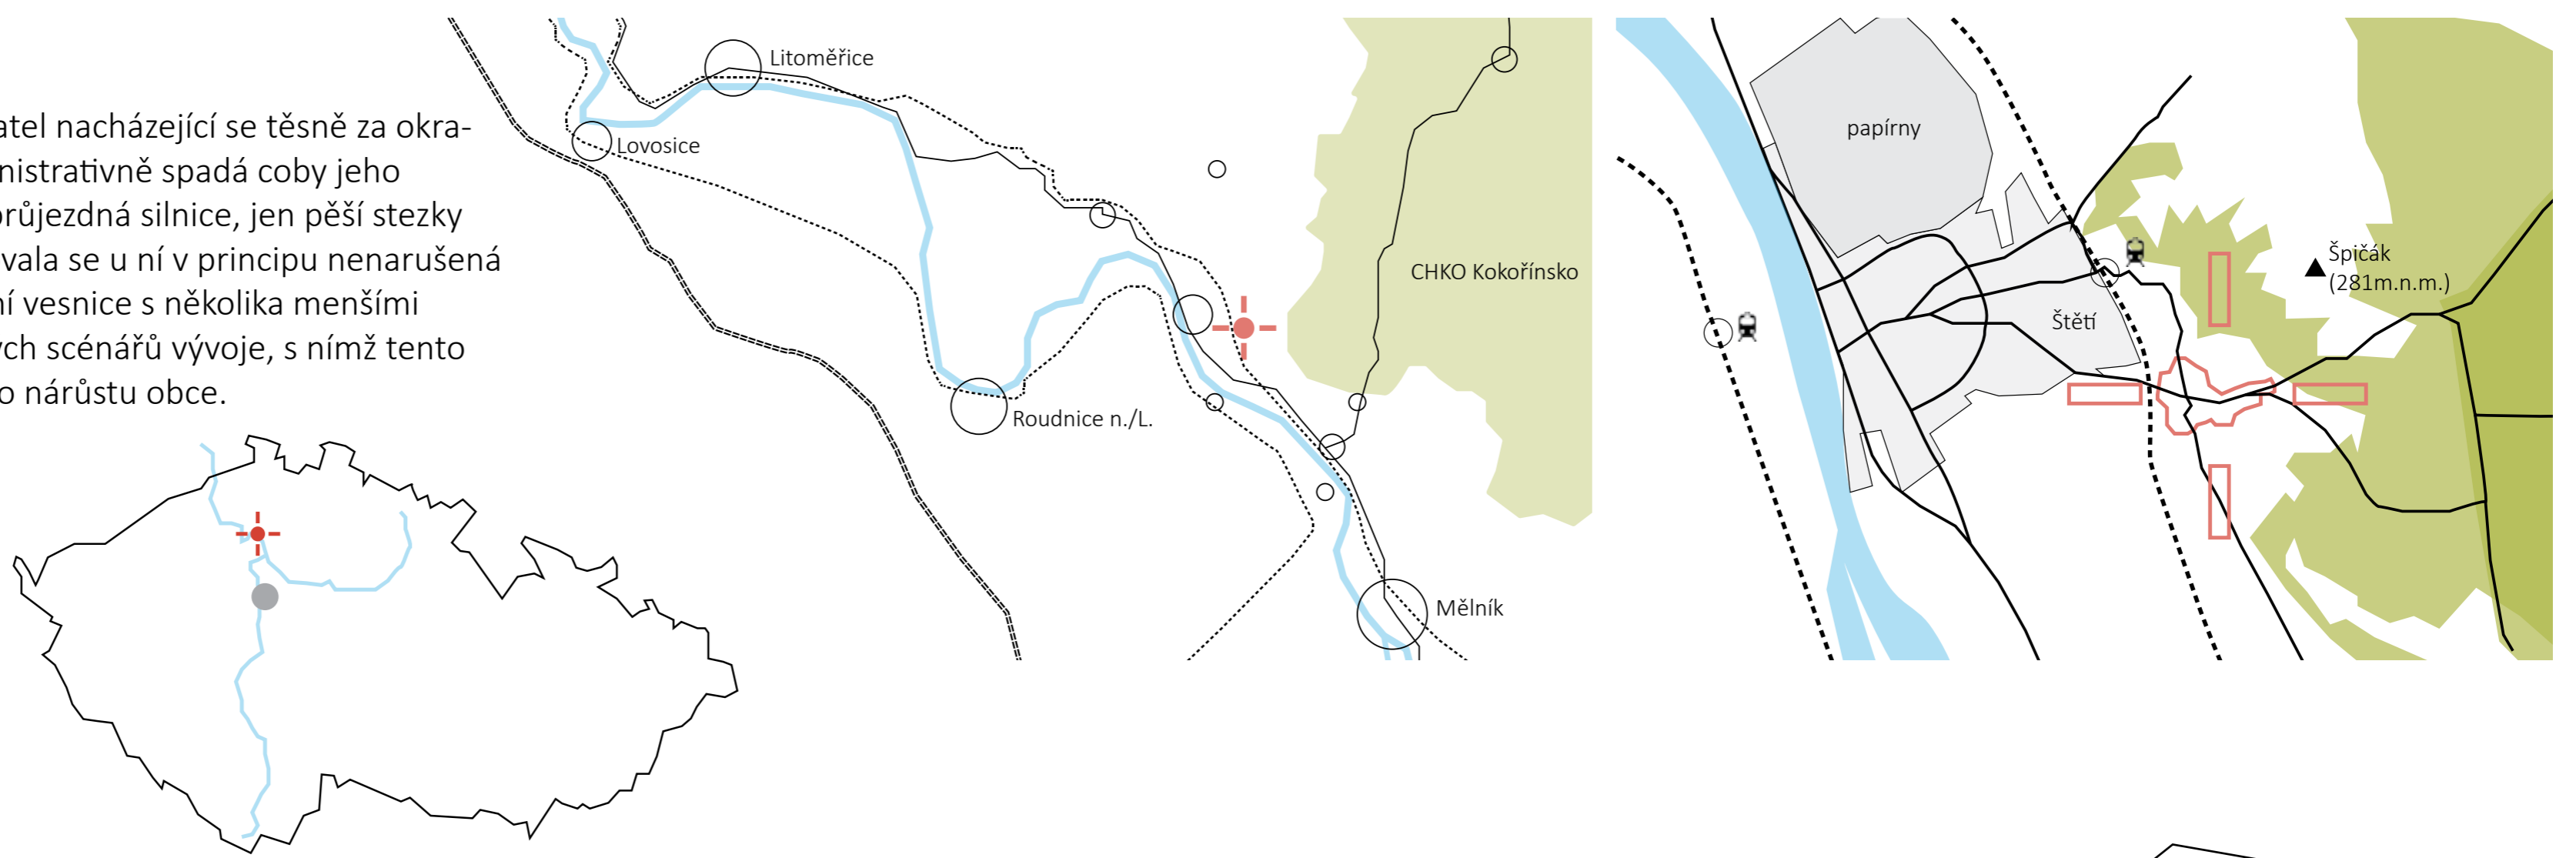 atel nacházející se těsně za okra-
nistrativně spadá coby jeho
průjezdná silnice, jen pěší stezky
vala se u ní v principu nenarušená
ní vesnice s několika menšími
ch scénářů vývoje, s nímž tento
o nárůstu obce.
Litoměřice
Lovosice
CHKO Kokořínsko
Roudnice n./L.
Mělník
papírny
Štětí
Špičák
(281m.n.m.)